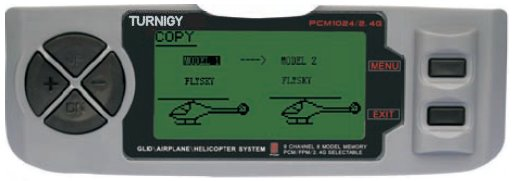 TURNIGY
PCM1024/2.4G
COPY
MODEL 1 ----> MODEL 2
FLYSKY FLYSKY
MENU
EXIT
GLID\AIRPLANE\HELICOPTER SYSTEM
6 CHANNEL 8 MODEL MEMORY
PCM/PPM/2.4G SELECTABLE